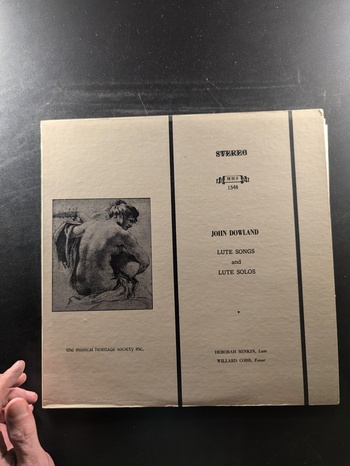 STEREO
MHS
1548
JOHN DOWLAND
LUTE SONGS
and
LUTE SOLOS
the musical heritage society inc.
DEBORAH MINKIN, Lute
WILLARD COBB, Tenor